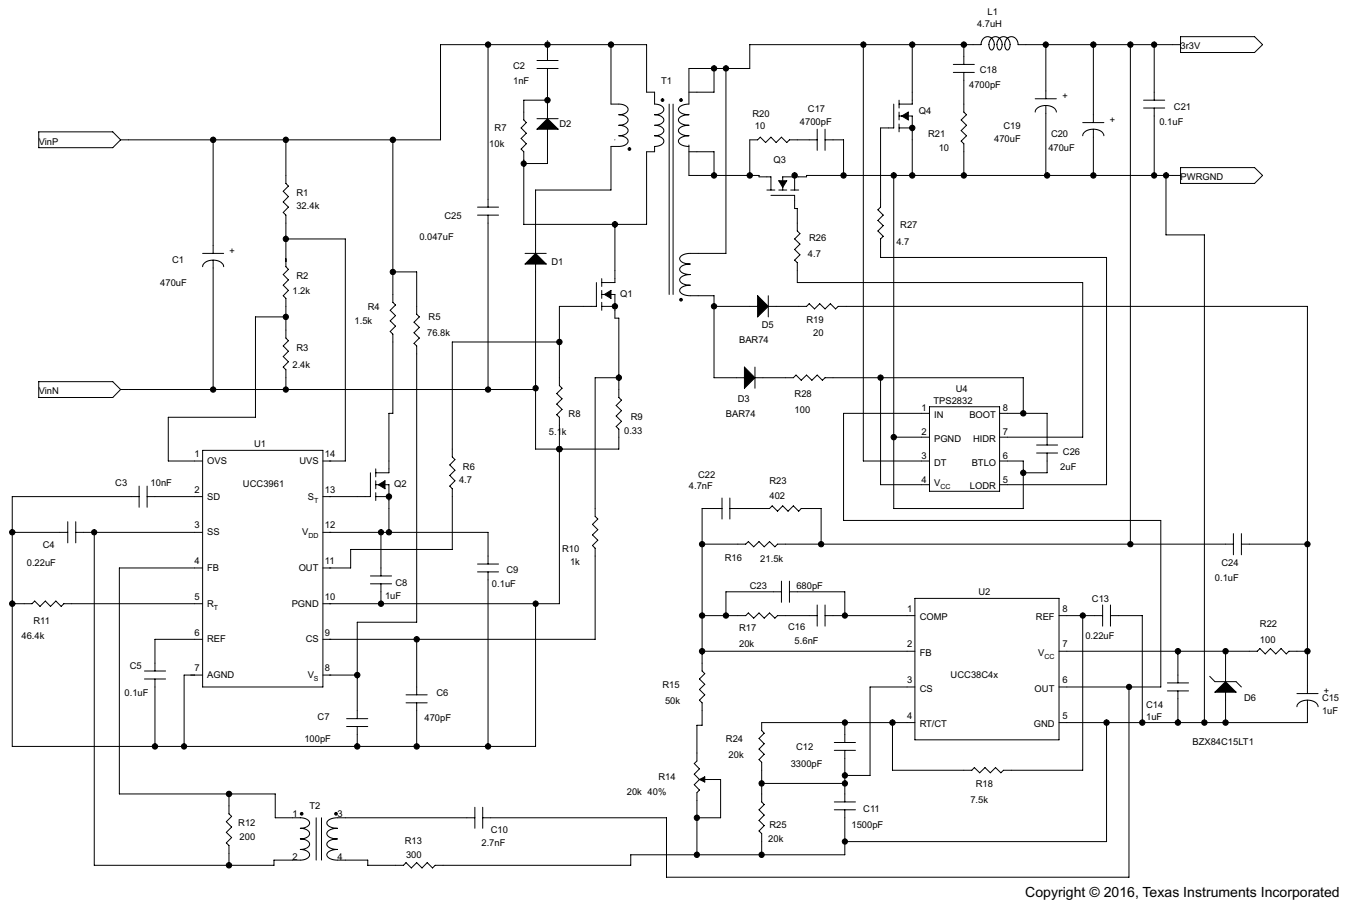 L1
4.7uH
3r3V
C2
1nF
T1
C18
4700pF
R20
10
C17
4700pF
Q4
C21
0.1uF
R7
10k
D2
R21
10
C19
470uF
C20
470uF
VinP
Q3
PWRGND
R1
32.4k
C25
0.047uF
R27
4.7
R26
4.7
C1
470uF
+
R2
1.2k
D1
Q1
R4
1.5k
R5
76.8k
D5
BAR74
R19
20
R3
2.4k
VinN
D3
BAR74
R28
100
U4
TPS2832
1 IN BOOT 8
2 PGND HIDR 7
3 DT BTLO 6
4 VCC LODR 5
C26
2uF
R8
5.1k
R9
0.33
U1
UCC3961
1 OVS UVS 14
2 SD ST 13
3 SS VDD 12
4 FB OUT 11
5 RT PGND 10
6 REF CS 9
7 AGND VS 8
C3 10nF
Q2
R6
4.7
C22
4.7nF
R23
402
C4
0.22uF
R10
1k
R16 21.5k
C24
0.1uF
C8
1uF
C9
0.1uF
C23 680pF
R17
20k
C16
5.6nF
U2
UCC38C4x
1 COMP REF 8
2 FB VCC 7
3 CS OUT 6
4 RT/CT GND 5
C13
0.22uF
R11
46.4k
R22
100
C5
0.1uF
R15
50k
C6
470pF
C7
100pF
C14
1uF
D6
BZX84C15LT1
+
C15
1uF
R24
20k
C12
3300pF
R14
20k 40%
R18
7.5k
R12
200
T2
1 3
2 4
C10
2.7nF
R25
20k
C11
1500pF
R13
300
Copyright © 2016, Texas Instruments Incorporated